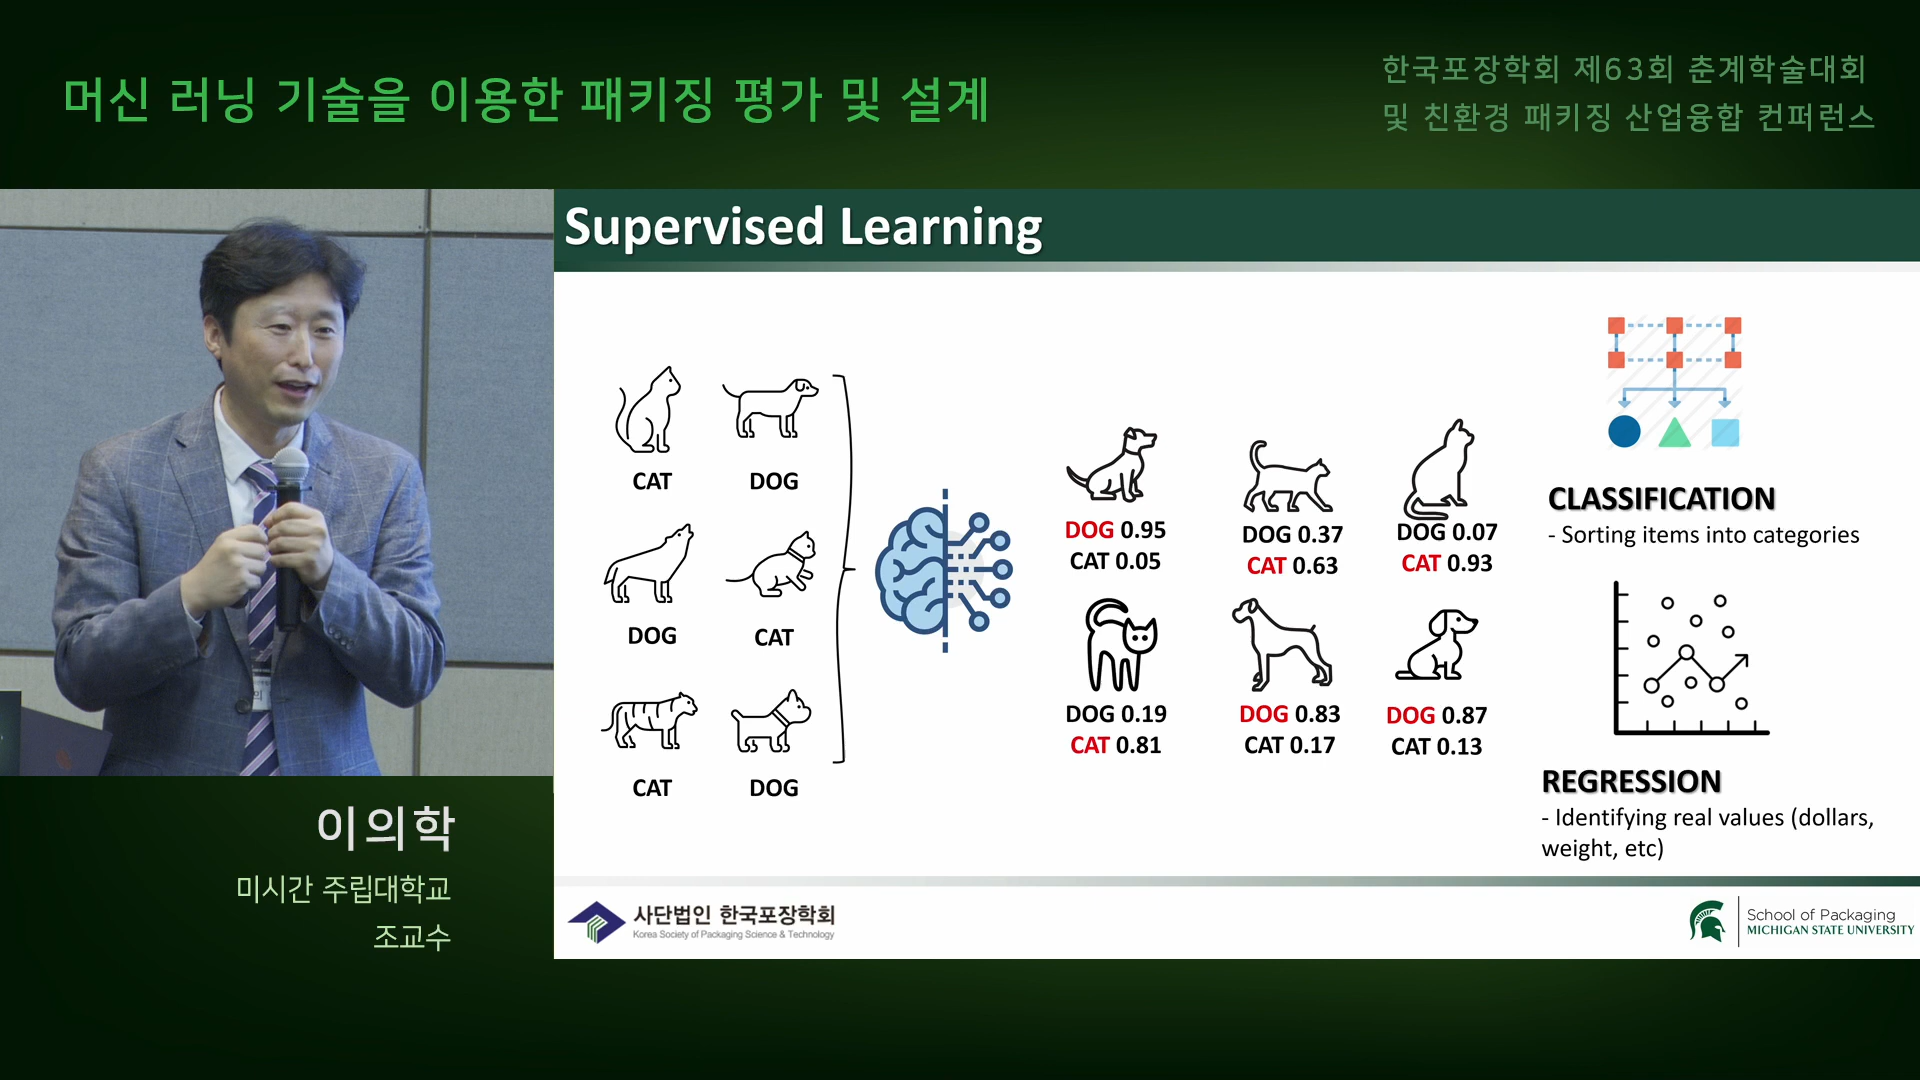 머신 러닝 기술을 이용한 패키징 평가 및 설계
한국포장학회 제63회 춘계학술대회
및 친환경 패키징 산업융합 컨퍼런스
Supervised Learning
CAT
DOG
DOG
CAT
CAT
DOG
DOG 0.95
CAT 0.05
DOG 0.37
CAT 0.63
DOG 0.07
CAT 0.93
DOG 0.19
CAT 0.81
DOG 0.83
CAT 0.17
DOG 0.87
CAT 0.13
CLASSIFICATION
- Sorting items into categories
REGRESSION
- Identifying real values (dollars,
weight, etc)
이의학
미시간 주립대학교
조교수
사단법인 한국포장학회
Korea Society of Packaging Science & Technology
School of Packaging
MICHIGAN STATE UNIVERSITY